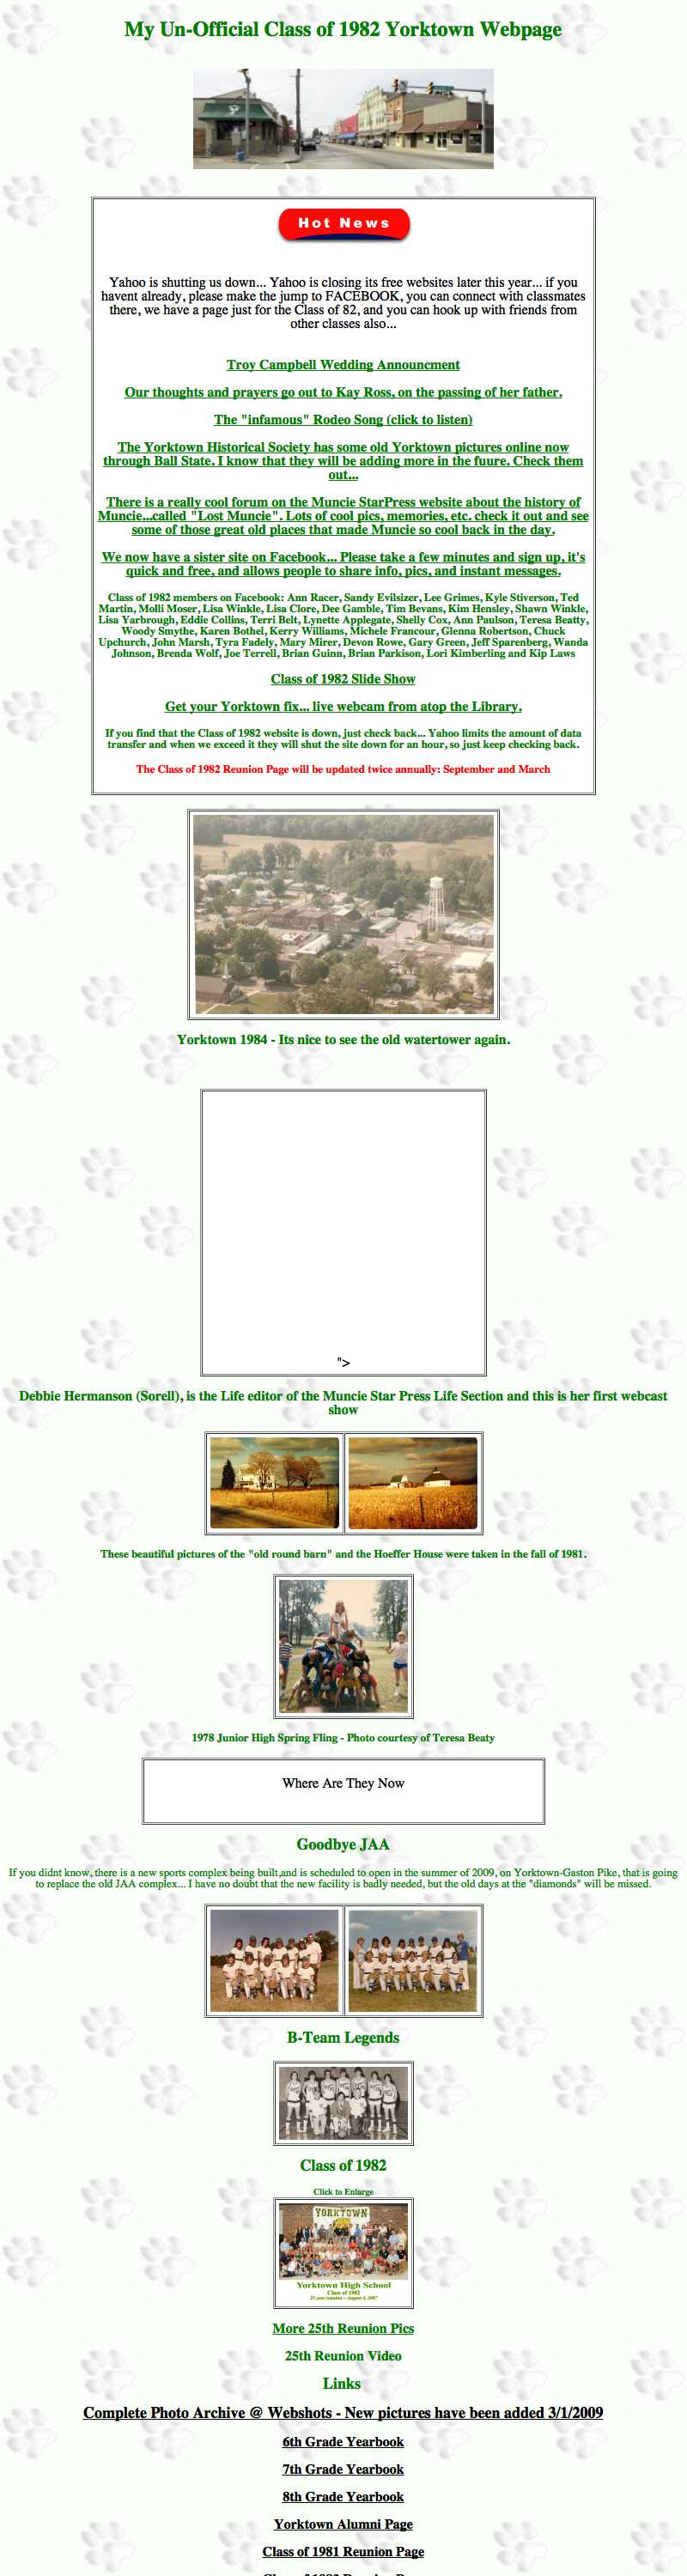 My Un-Official Class of 1982 Yorktown Webpage
Hot News
Yahoo is shutting us down... Yahoo is closing its free websites later this year... if you
havent already, please make the jump to FACEBOOK, you can connect with classmates
there, we have a page just for the Class of 82, and you can hook up with friends from
other classes also...
Troy Campbell Wedding Announcment
Our thoughts and prayers go out to Kay Ross, on the passing of her father.
The "infamous" Rodeo Song (click to listen)
The Yorktown Historical Society has some old Yorktown pictures online now
through Ball State. I know that they will be adding more in the fuure. Check them
out...
There is a really cool forum on the Muncie StarPress website about the history of
Muncie...called "Lost Muncie". Lots of cool pics, memories, etc. check it out and see
some of those great old places that made Muncie so cool back in the day.
We now have a sister site on Facebook... Please take a few minutes and sign up, it's
quick and free, and allows people to share info, pics, and instant messages.
Class of 1982 members on Facebook: Ann Racer, Sandy Evilsizer, Lee Grimes, Kyle Stiverson, Ted
Martin, Molli Moser, Lisa Winkle, Lisa Clore, Dee Gamble, Tim Bevans, Kim Hensley, Shawn Winkle,
Lisa Yarbrough, Eddie Collins, Terri Belt, Lynette Applegate, Shelly Cox, Ann Paulson, Teresa Beatty,
Woody Smythe, Karen Bothel, Kerry Williams, Michele Francour, Glenna Robertson, Chuck
Upchurch, John Marsh, Tyra Fadely, Mary Mirer, Devon Rowe, Gary Green, Jeff Sparenberg, Wanda
Johnson, Brenda Wolf, Joe Terrell, Brian Guinn, Brian Parkison, Lori Kimberling and Kip Laws
Class of 1982 Slide Show
Get your Yorktown fix... live webcam from atop the Library.
If you find that the Class of 1982 website is down, just check back... Yahoo limits the amount of data
transfer and when we exceed it they will shut the site down for an hour, so just keep checking back.
The Class of 1982 Reunion Page will be updated twice annually: September and March
Yorktown 1984 - Its nice to see the old watertower again.
">
Debbie Hermanson (Sorell), is the Life editor of the Muncie Star Press Life Section and this is her first webcast
show
These beautiful pictures of the "old round barn" and the Hoeffer House were taken in the fall of 1981.
1978 Junior High Spring Fling - Photo courtesy of Teresa Beaty
Where Are They Now
Goodbye JAA
If you didnt know, there is a new sports complex being built,and is scheduled to open in the summer of 2009, on Yorktown-Gaston Pike, that is going
to replace the old JAA complex... I have no doubt that the new facility is badly needed, but the old days at the "diamonds" will be missed.
B-Team Legends
Class of 1982
Click to Enlarge
YORKTOWN
Yorktown High School
Class of 1982
25 year reunion -- August 4, 2007
More 25th Reunion Pics
25th Reunion Video
Links
Complete Photo Archive @ Webshots - New pictures have been added 3/1/2009
6th Grade Yearbook
7th Grade Yearbook
8th Grade Yearbook
Yorktown Alumni Page
Class of 1981 Reunion Page